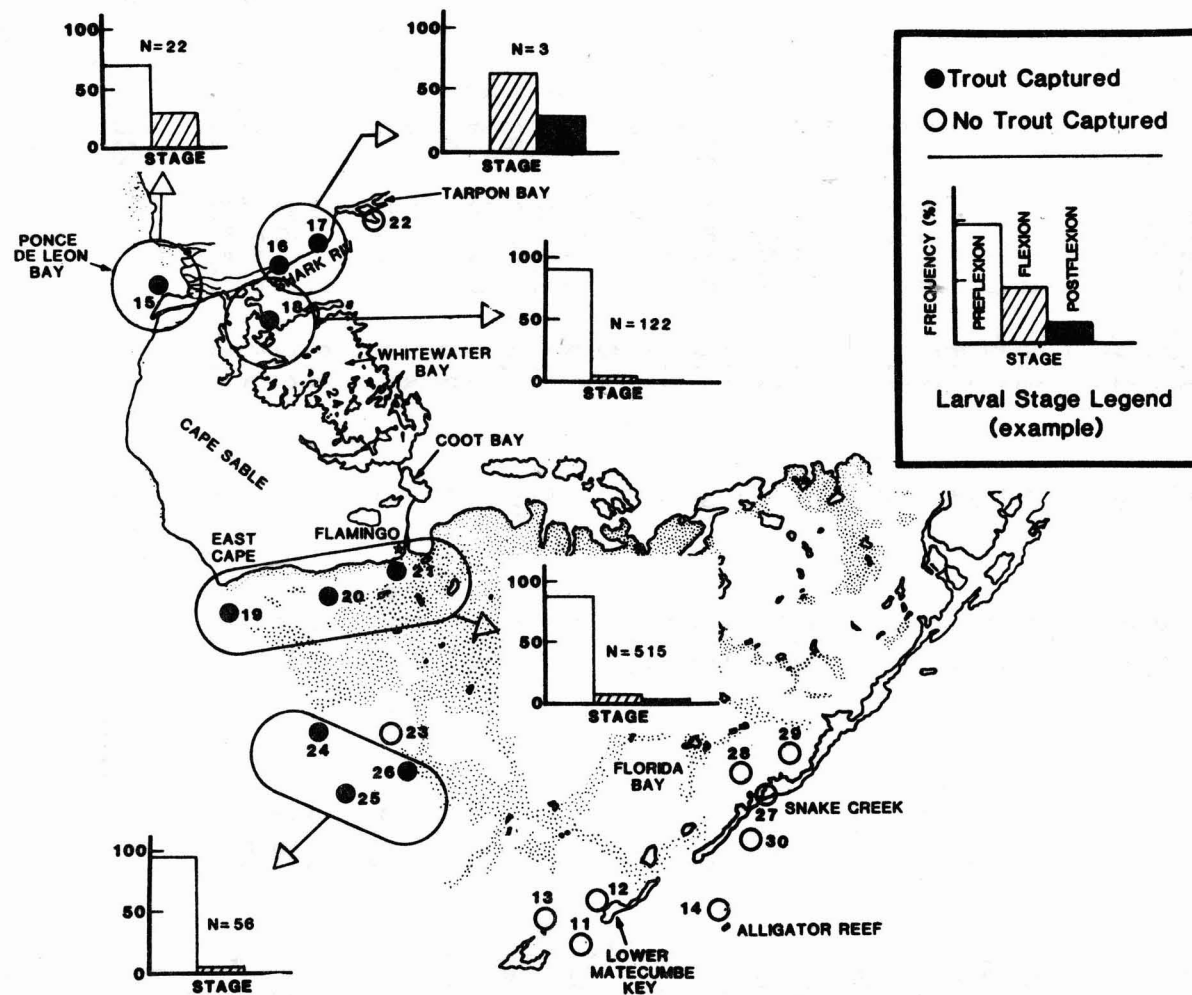 100
50
0
N=22
STAGE
100
50
0
N=3
STAGE
Trout Captured
No Trout Captured
FREQUENCY (%)
PREFLEXION
FLEXION
POSTFLEXION
STAGE
Larval Stage Legend
(example)
TARPON BAY
22
17
16
PONCE
DE LEON
BAY
15
18
100
50
0
N=122
STAGE
WHITEWATER
BAY
CAPE SABLE
COOT BAY
FLAMINGO
EAST
CAPE
21
20
19
100
50
0
N=515
STAGE
24
23
26
25
FLORIDA
BAY
29
28
27
SNAKE CREEK
30
100
50
0
N=56
STAGE
13
12
11
14
ALLIGATOR REEF
LOWER
MATECUMBE
KEY